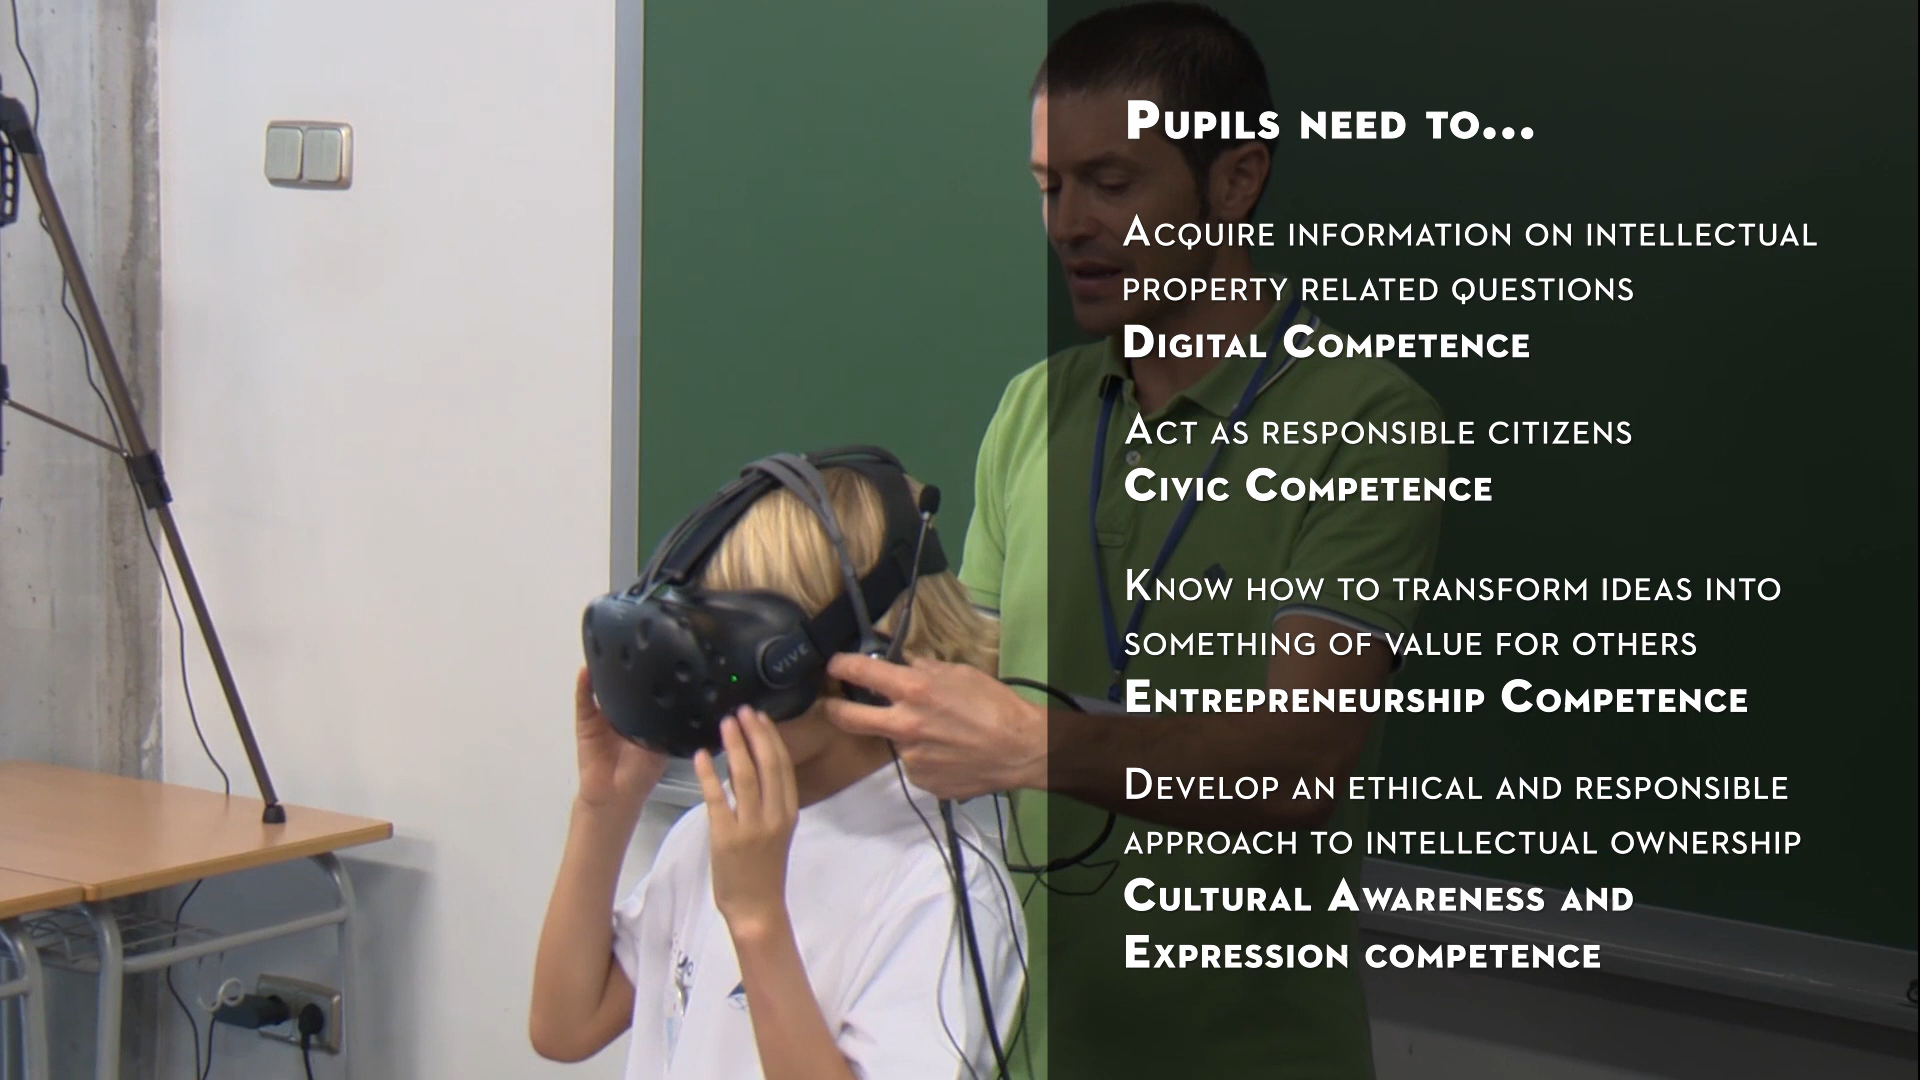 Pupils need to...
Acquire information on intellectual
property related questions
Digital Competence
Act as responsible citizens
Civic Competence
Know how to transform ideas into
something of value for others
Entrepreneurship Competence
Develop an ethical and responsible
approach to intellectual ownership
Cultural Awareness and
Expression competence
VIVE